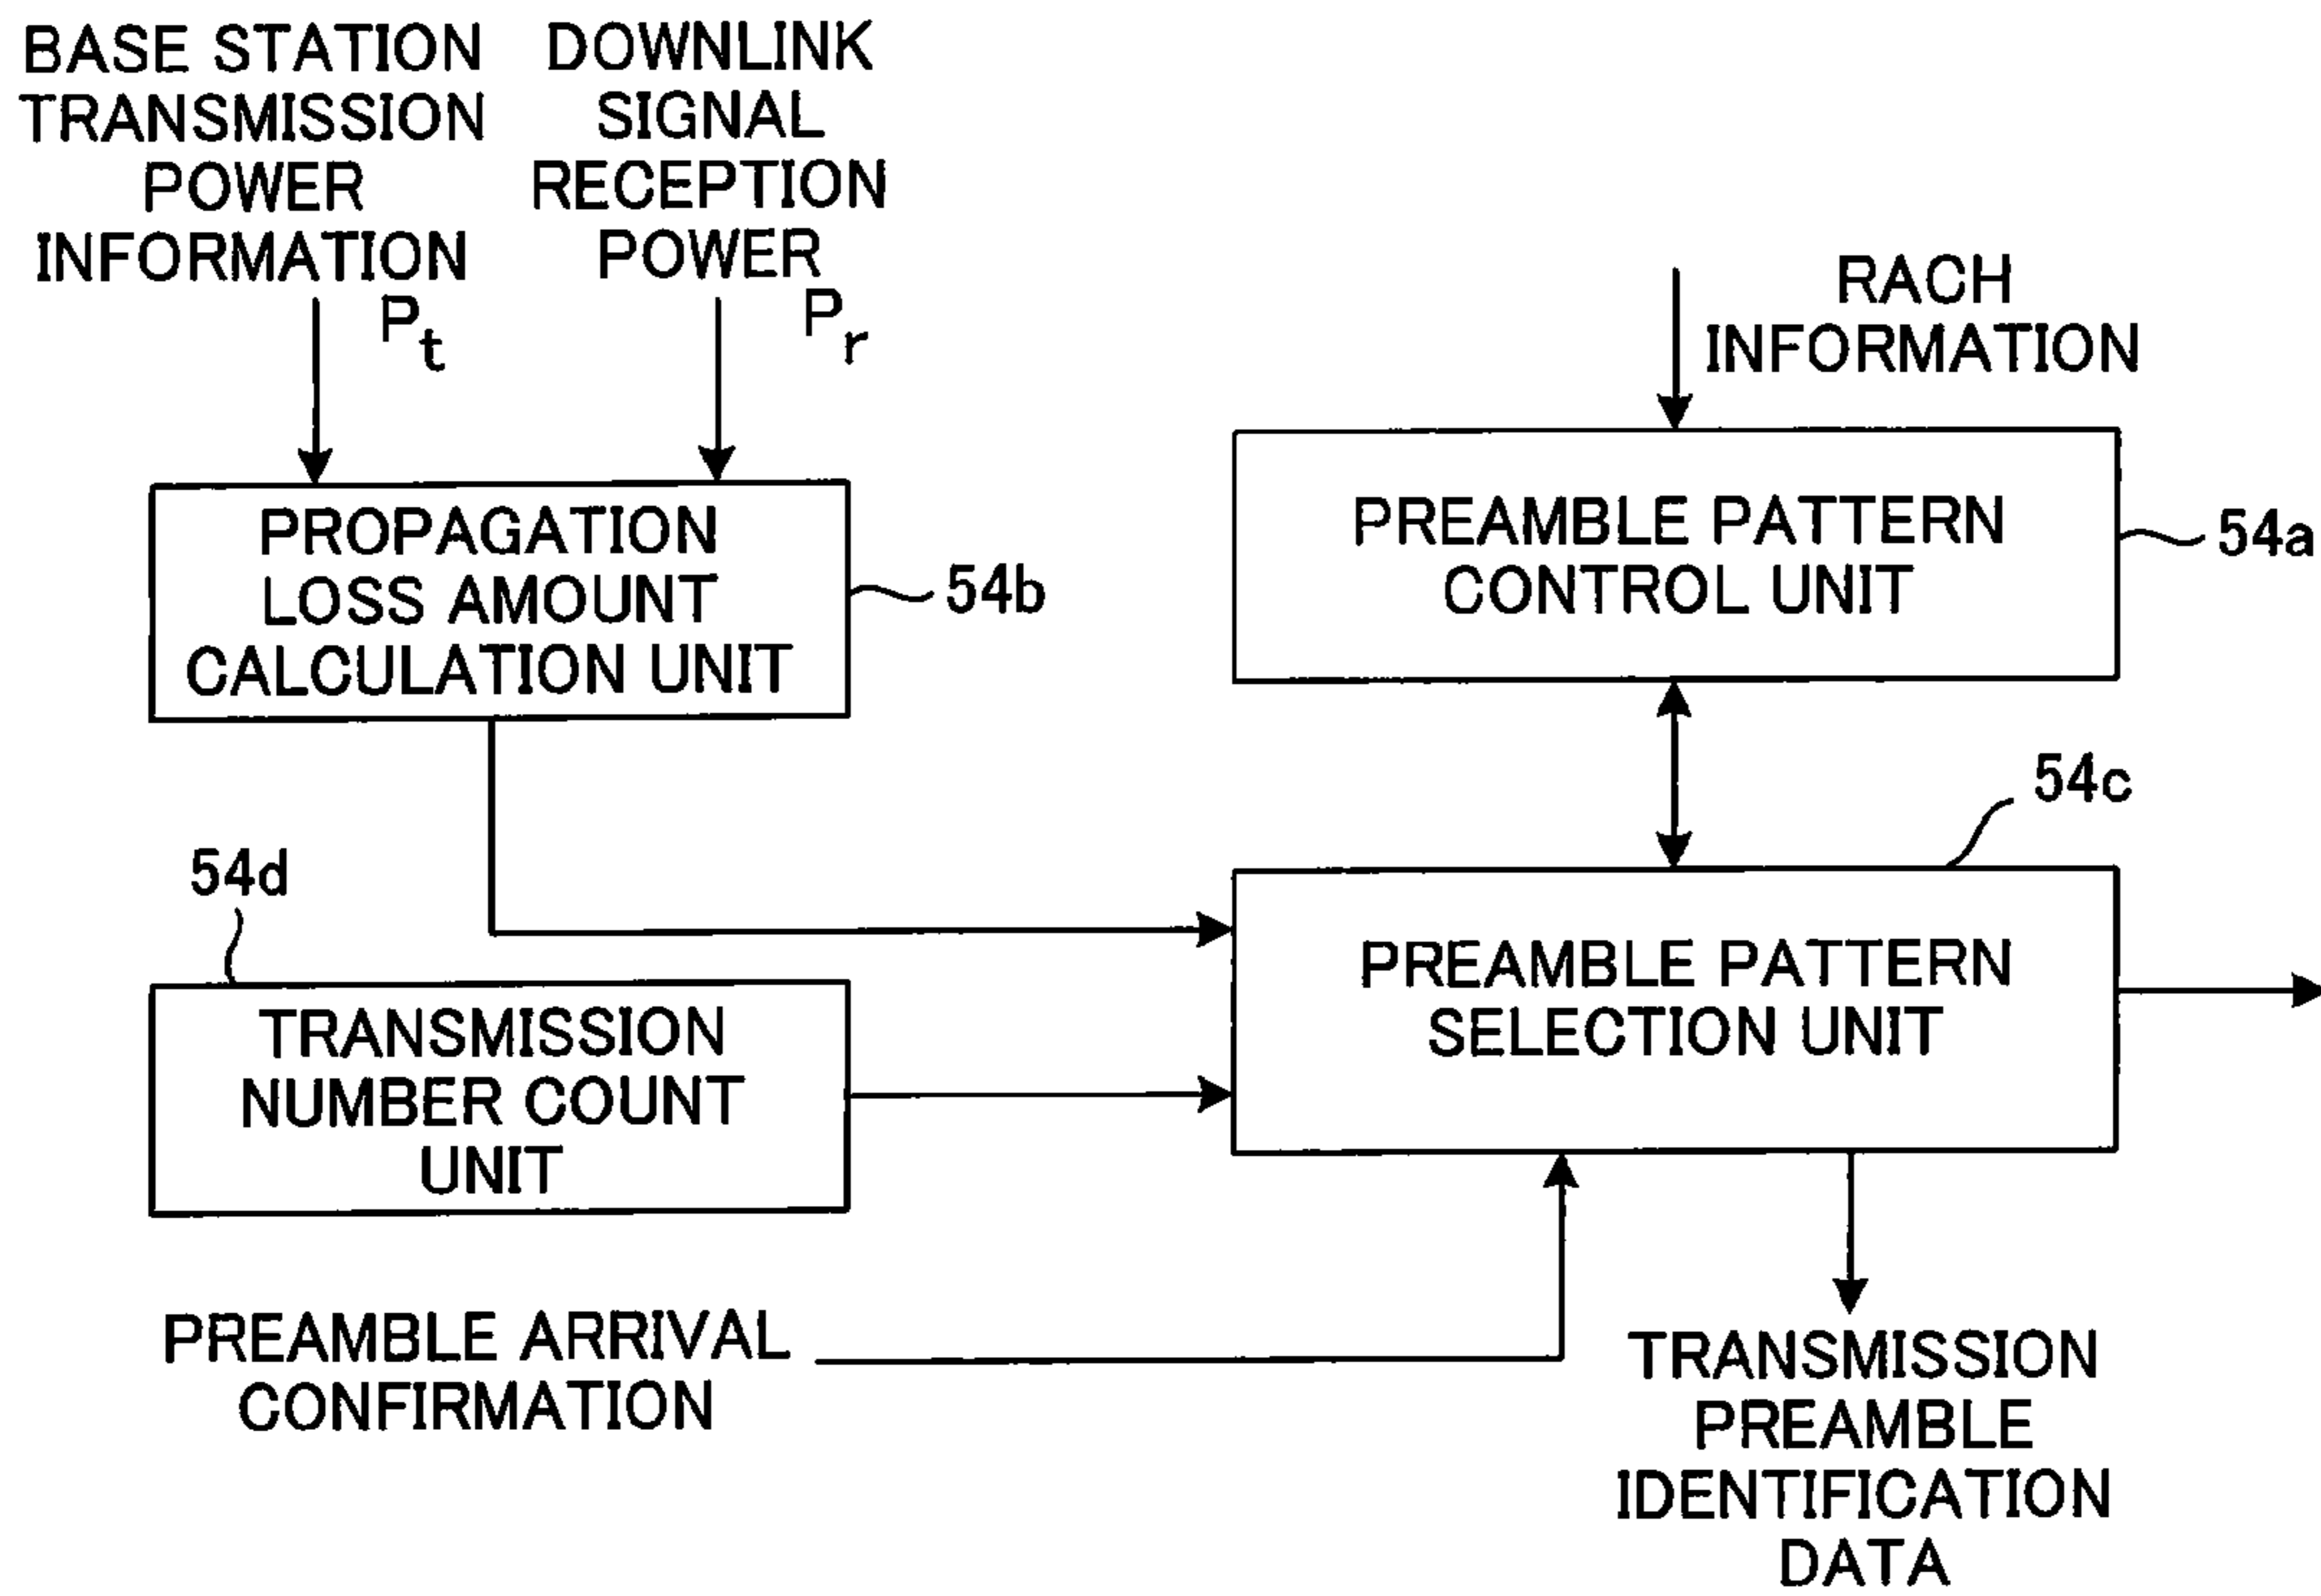 BASE STATION
TRANSMISSION
POWER
INFORMATION
Pt
DOWNLINK
SIGNAL
RECEPTION
POWER
Pr
RACH
INFORMATION
PROPAGATION
LOSS AMOUNT
CALCULATION UNIT
54b
PREAMBLE PATTERN
CONTROL UNIT
54a
54c
54d
TRANSMISSION
NUMBER COUNT
UNIT
PREAMBLE PATTERN
SELECTION UNIT
PREAMBLE ARRIVAL
CONFIRMATION
TRANSMISSION
PREAMBLE
IDENTIFICATION
DATA